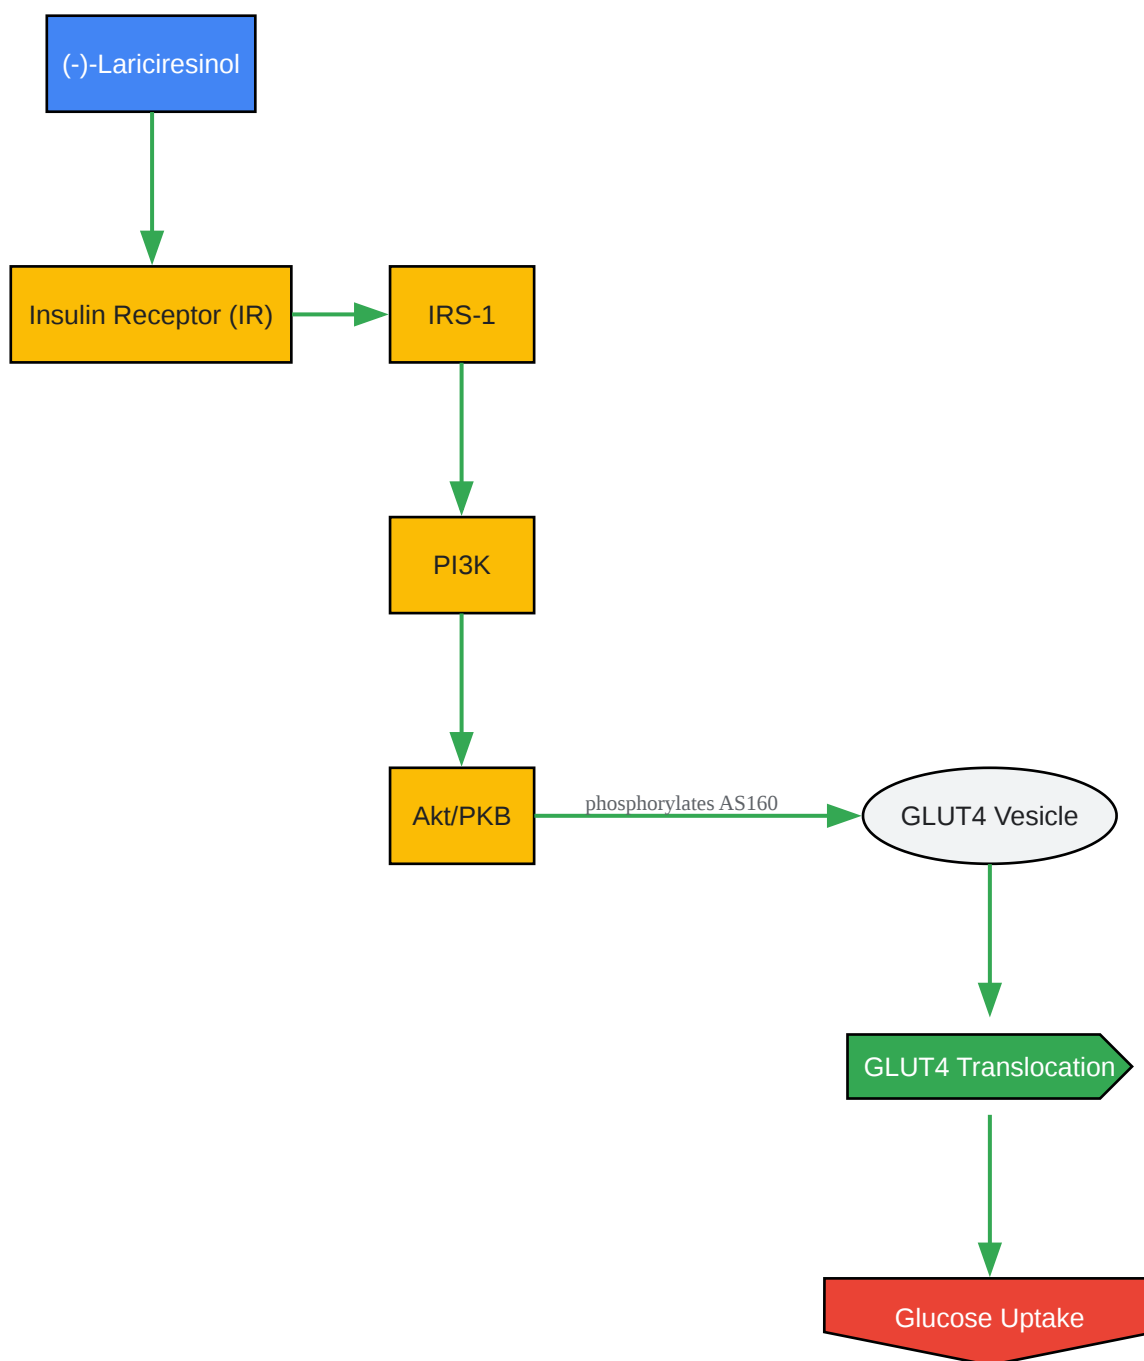 (-)-Lariciresinol
Insulin Receptor (IR)
IRS-1
PI3K
Akt/PKB
phosphorylates AS160
GLUT4 Vesicle
GLUT4 Translocation
Glucose Uptake